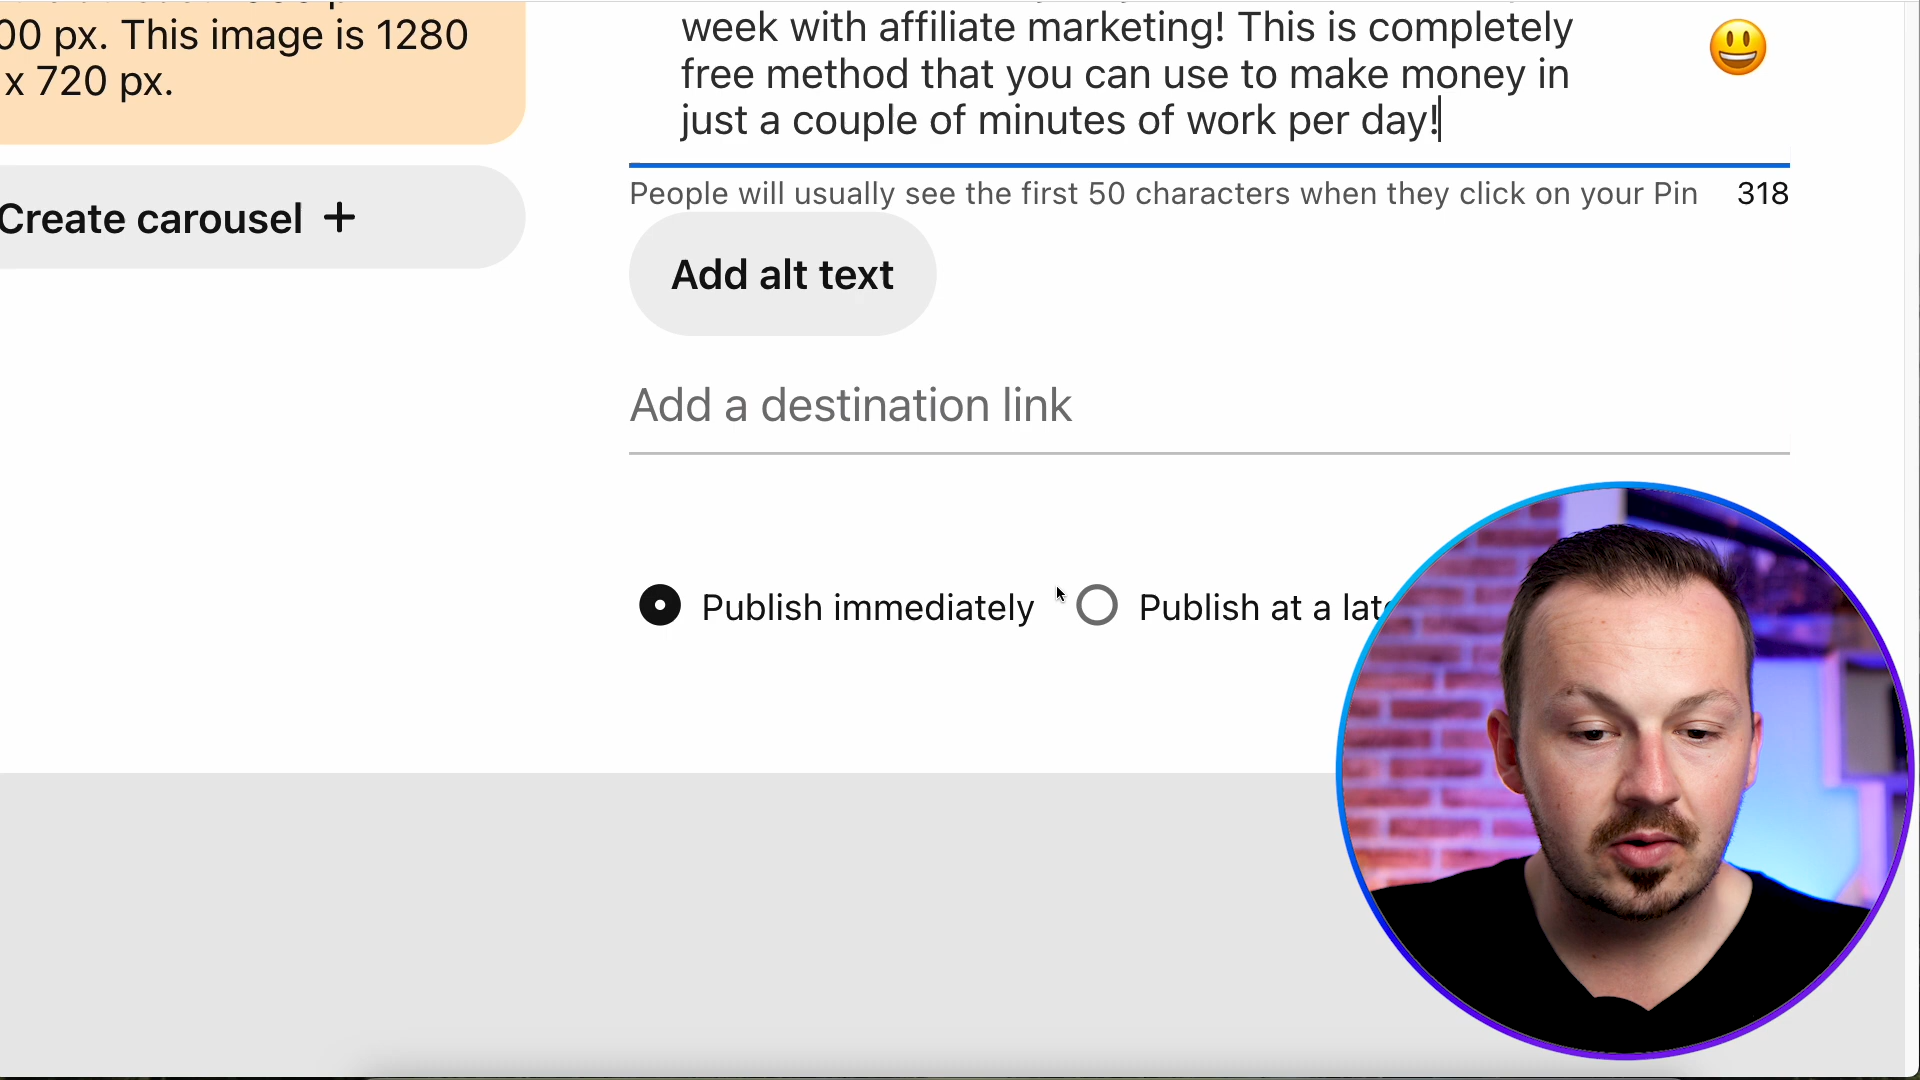 00 px. This image is 1280
x 720 px.
Create carousel +
week with affiliate marketing! This is completely
free method that you can use to make money in
just a couple of minutes of work per day!
People will usually see the first 50 characters when they click on your Pin 318
Add alt text
Add a destination link
Publish immediately
Publish at a